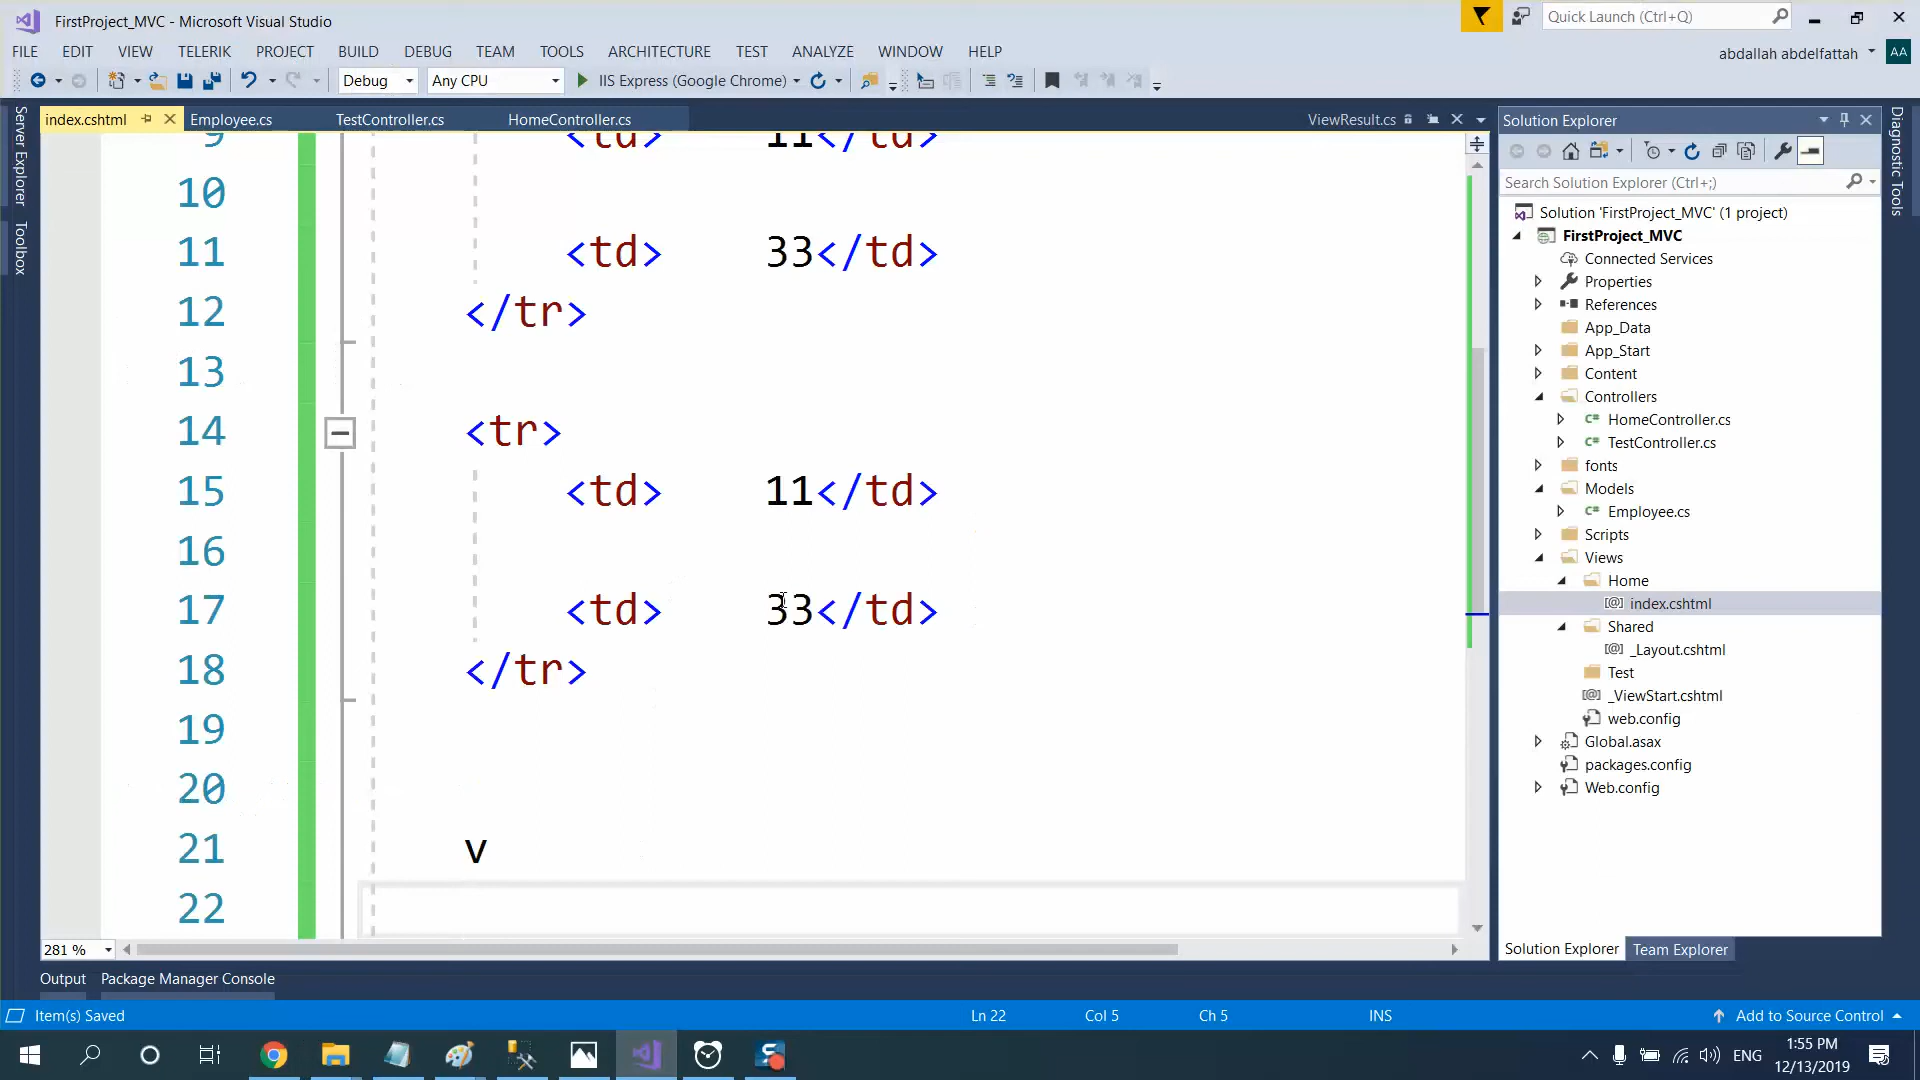 FirstProject_MVC - Microsoft Visual Studio
Quick Launch (Ctrl+Q)
FILE EDIT VIEW TELERIK PROJECT BUILD DEBUG TEAM TOOLS ARCHITECTURE TEST ANALYZE WINDOW HELP
abdallah abdelfattah AA
Debug Any CPU IIS Express (Google Chrome)
index.cshtml Employee.cs TestController.cs HomeController.cs ViewResult.cs
Server Explorer
Toolbox
9 <td> 11</td>
10
11 <td> 33</td>
12 </tr>
13
14 <tr>
15 <td> 11</td>
16
17 <td> 33</td>
18 </tr>
19
20
21 v
22
281 %
Solution Explorer
Search Solution Explorer (Ctrl+;)
Solution 'FirstProject_MVC' (1 project)
FirstProject_MVC
Connected Services
Properties
References
App_Data
App_Start
Content
Controllers
HomeController.cs
TestController.cs
fonts
Models
Employee.cs
Scripts
Views
Home
index.cshtml
Shared
_Layout.cshtml
Test
_ViewStart.cshtml
web.config
Global.asax
packages.config
Web.config
Solution Explorer Team Explorer
Diagnostic Tools
Output Package Manager Console
Item(s) Saved Ln 22 Col 5 Ch 5 INS Add to Source Control
ENG 1:55 PM
12/13/2019